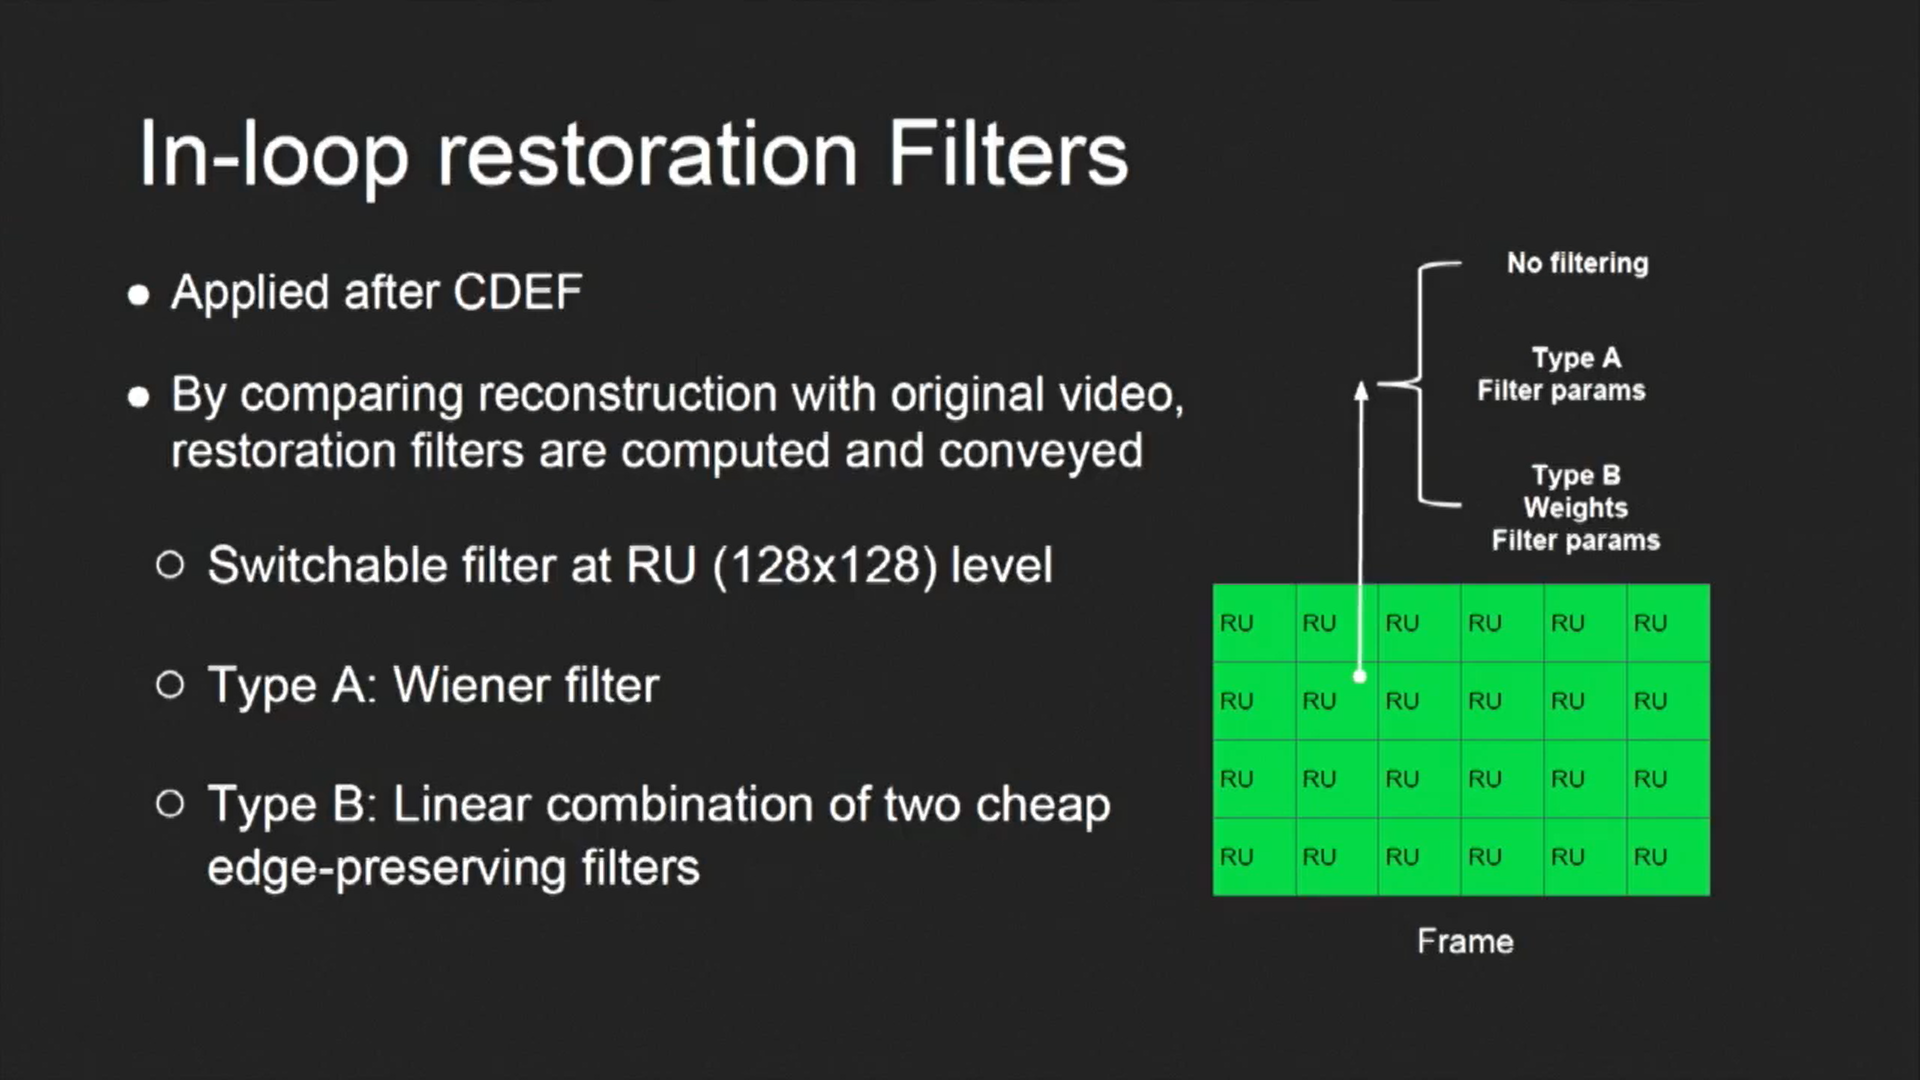 In-loop restoration Filters
● Applied after CDEF
● By comparing reconstruction with original video,
restoration filters are computed and conveyed
○ Switchable filter at RU (128x128) level
○ Type A: Wiener filter
○ Type B: Linear combination of two cheap
edge-preserving filters
No filtering
Type A
Filter params
Type B
Weights
Filter params
RU RU RU RU RU RU
RU RU RU RU RU RU
RU RU RU RU RU RU
RU RU RU RU RU RU
Frame